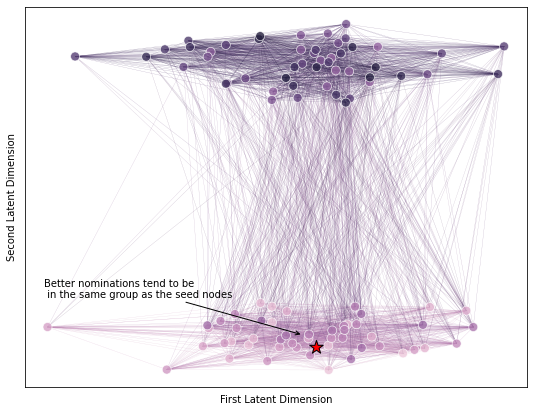 Second Latent Dimension
Better nominations tend to be
in the same group as the seed nodes
First Latent Dimension